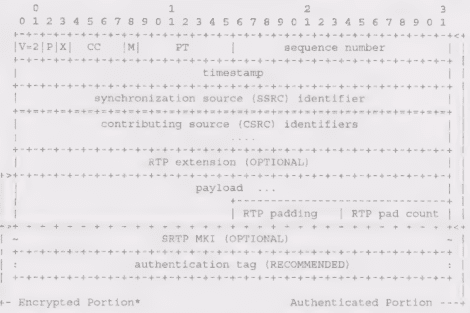 0                   1                   2                   3
0 1 2 3 4 5 6 7 8 9 0 1 2 3 4 5 6 7 8 9 0 1 2 3 4 5 6 7 8 9 0 1
|V=2|P|X|  CC   |M|     PT      |       sequence number         |
timestamp
synchronization source (SSRC) identifier
contributing source (CSRC) identifiers
....
RTP extension (OPTIONAL)
payload ...
| RTP padding   | RTP pad count |
~ SRTP MKI (OPTIONAL) ~
: authentication tag (RECOMMENDED) :
+- Encrypted Portion*                    Authenticated Portion ---+